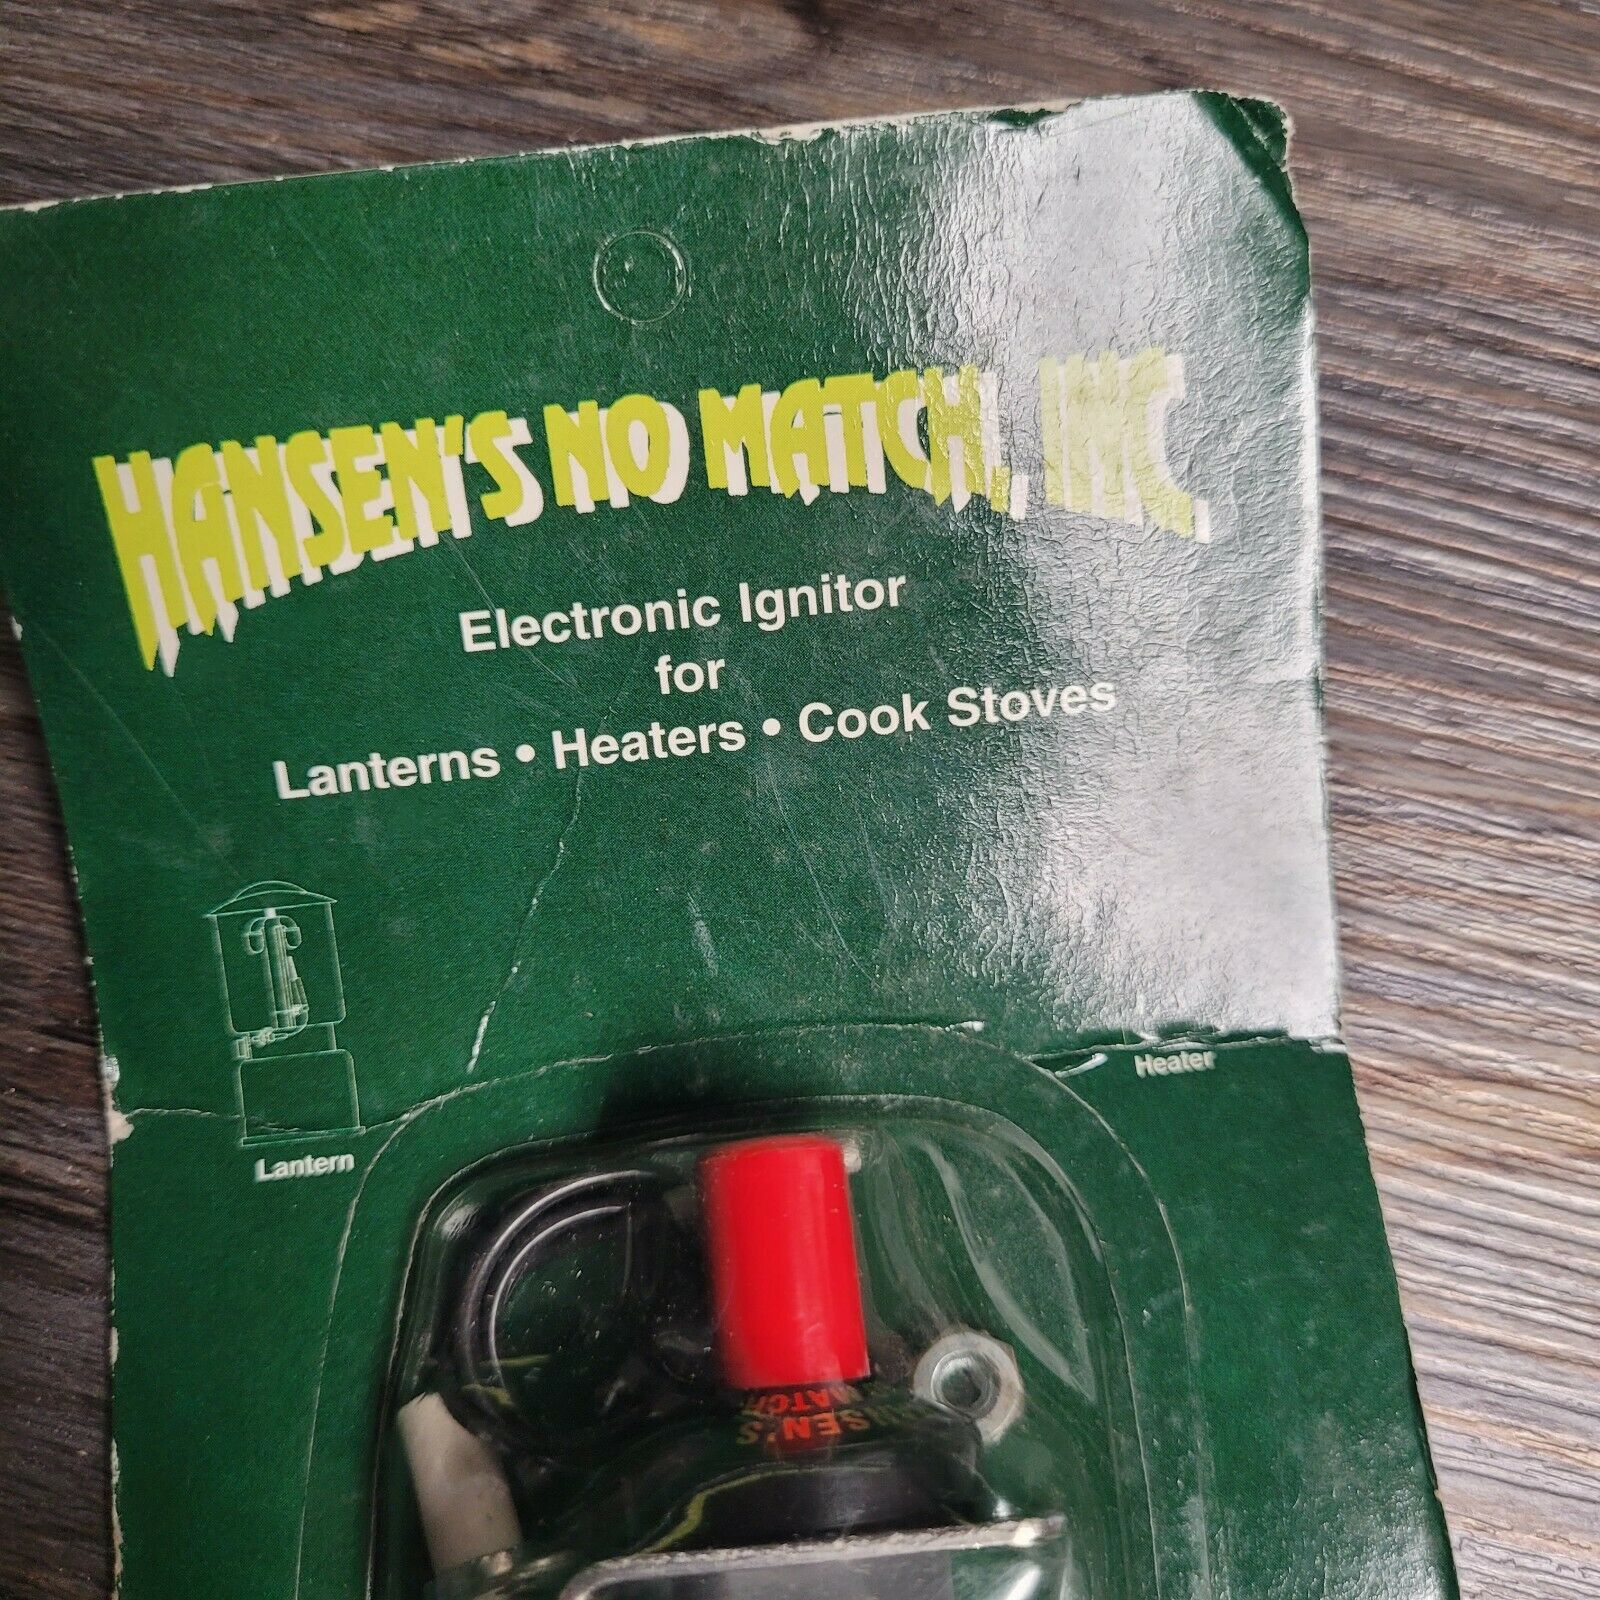 HANSEN'S NO MATCH, INC.
Electronic Ignitor
for
Lanterns • Heaters • Cook Stoves
Heater
Lantern
HANSEN'S
MATCH